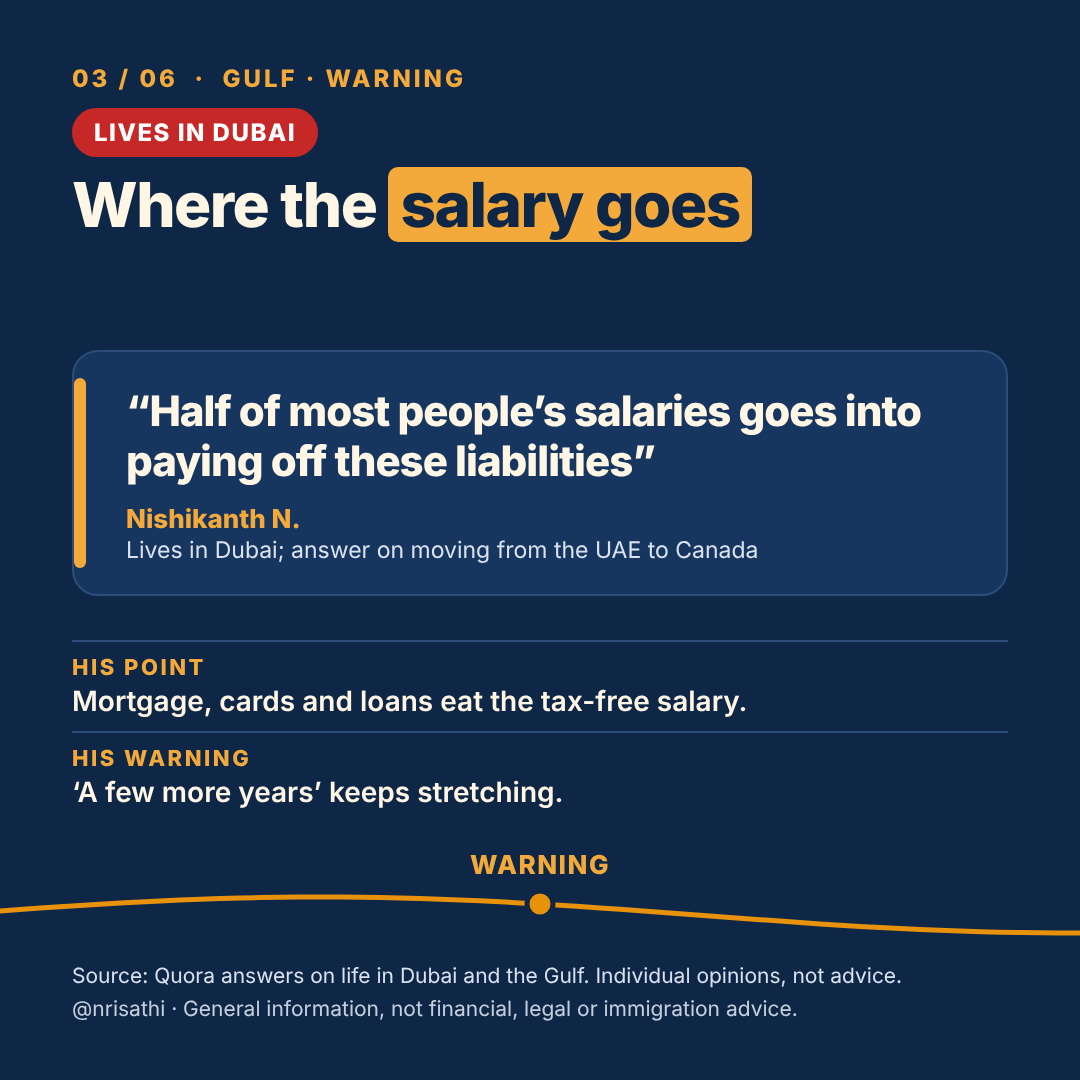 03 / 06 · GULF · WARNING
LIVES IN DUBAI
Where the salary goes
“Half of most people’s salaries goes into
paying off these liabilities”
Nishikanth N.
Lives in Dubai; answer on moving from the UAE to Canada
HIS POINT
Mortgage, cards and loans eat the tax-free salary.
HIS WARNING
‘A few more years’ keeps stretching.
WARNING
Source: Quora answers on life in Dubai and the Gulf. Individual opinions, not advice.
@nrisathi · General information, not financial, legal or immigration advice.